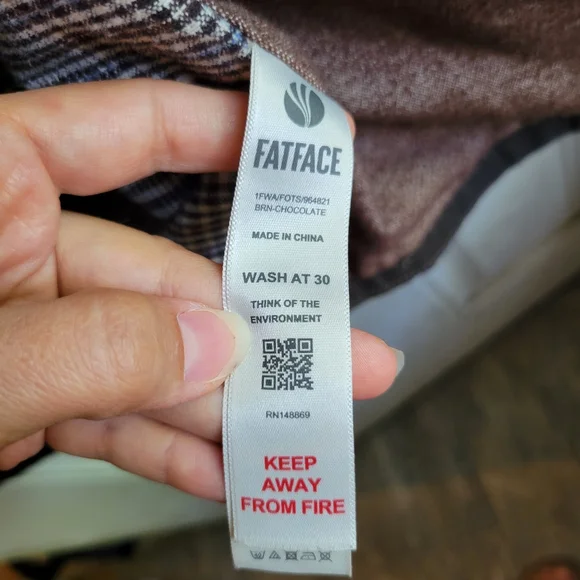 FATFACE
1FWA/FOTS/964821
BRN-CHOCOLATE
MADE IN CHINA
WASH AT 30
THINK OF THE
ENVIRONMENT
RN148869
KEEP
AWAY
FROM FIRE